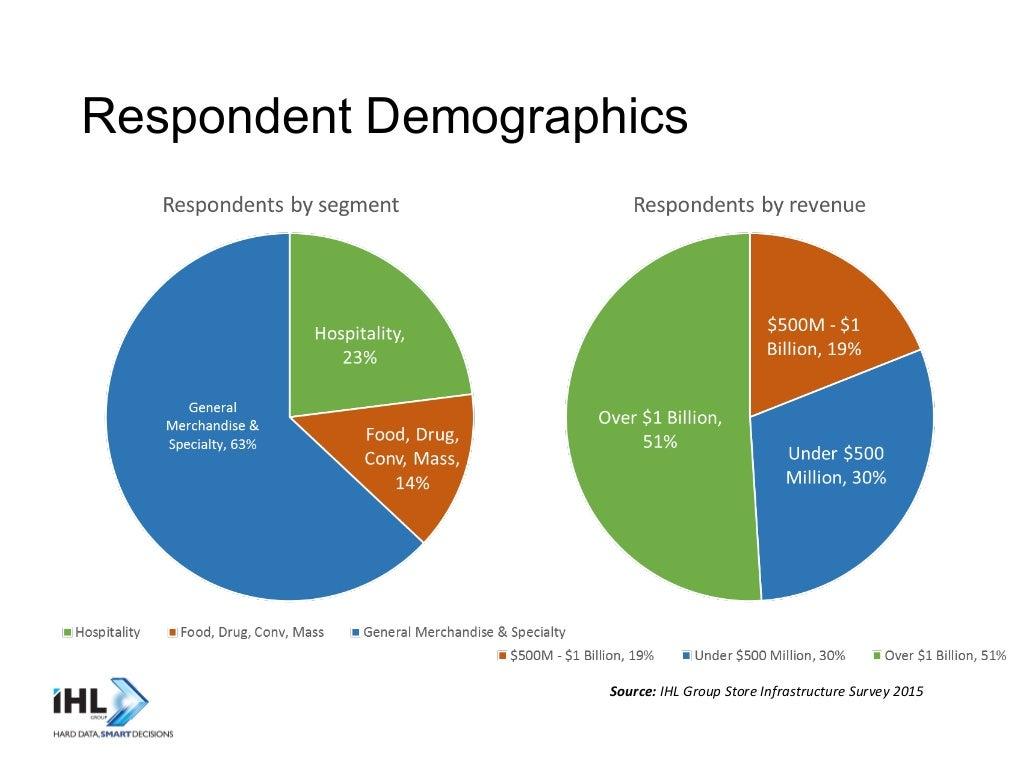 Respondent Demographics
Respondents by segment
Hospitality,
23%
Food, Drug,
Conv, Mass,
14%
General
Merchandise &
Specialty, 63%
Hospitality
Food, Drug, Conv, Mass
General Merchandise & Specialty
Respondents by revenue
$500M - $1
Billion, 19%
Under $500
Million, 30%
Over $1 Billion,
51%
$500M - $1 Billion, 19%
Under $500 Million, 30%
Over $1 Billion, 51%
Source: IHL Group Store Infrastructure Survey 2015
iHL
GROUP
HARD DATA, SMART DECISIONS